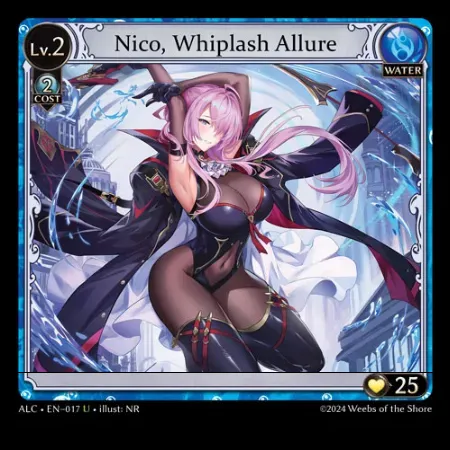 Lv.2
Nico, Whiplash Allure
WATER
2
COST
25
ALC • EN-017 U • illust: NR
©2024 Weebs of the Shore